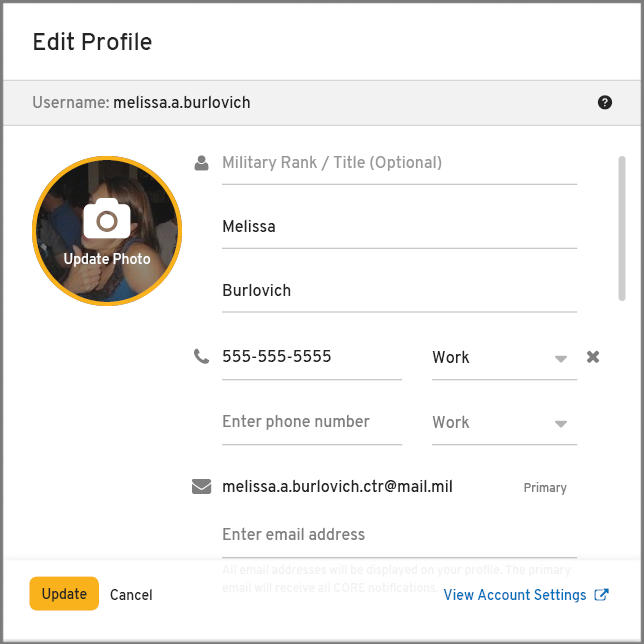 Edit Profile
Username: melissa.a.burlovich
?
Military Rank / Title (Optional)
Melissa
Update Photo
Burlovich
555-555-5555 Work
Enter phone number Work
melissa.a.burlovich.ctr@mail.mil Primary
Enter email address
All email addresses will be displayed on your profile. The primary
email will receive all CORE notifications.
Update Cancel View Account Settings